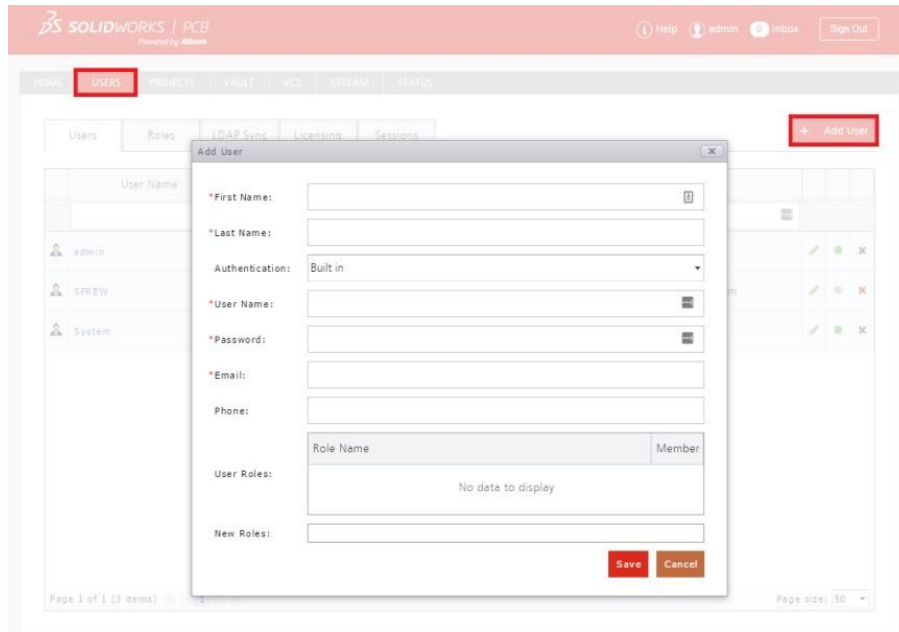 SOLIDWORKS | PCB
Powered by Altium
Help admin 0 Inbox Sign Out
HOME USERS PROJECTS VAULT VCS STREAM STATUS
Users Roles LDAP Sync Licensing Sessions + Add User
Add User
User Name
*First Name:
*Last Name:
admin
Authentication: Built in
SPREW
m
*User Name:
System
*Password:
*Email:
Phone:
Role Name Member
User Roles:
No data to display
New Roles:
Save Cancel
Page 1 of 1 (3 items) 1 Page size: 50